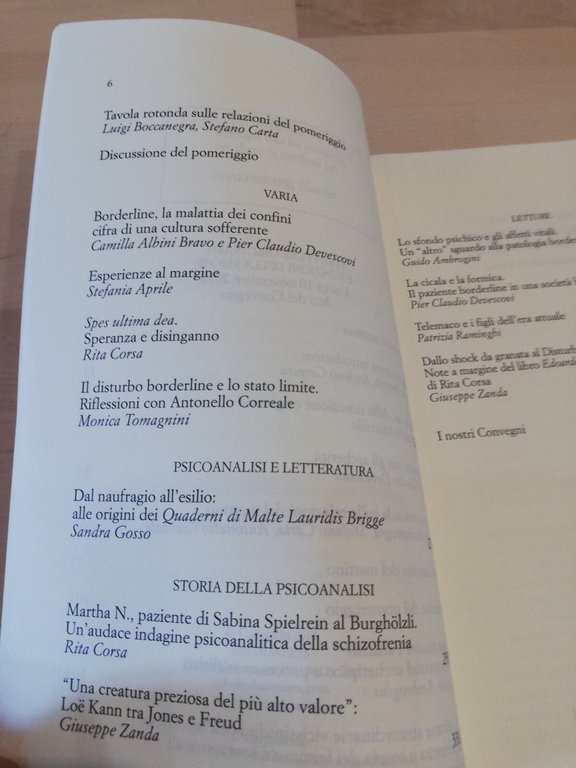 6
Tavola rotonda sulle relazioni del pomeriggio
Luigi Boccanegra, Stefano Carta
Discussione del pomeriggio
VARIA
Borderline, la malattia dei confini
cifra di una cultura sofferente
Camilla Albini Bravo e Pier Claudio Devescovi
Esperienze al margine
Stefania Aprile
Spes ultima dea.
Speranza e disinganno
Rita Corsa
Il disturbo borderline e lo stato limite.
Riflessioni con Antonello Correale
Monica Tomagnini
PSICOANALISI E LETTERATURA
Dal naufragio all'esilio:
alle origini dei Quaderni di Malte Lauridis Brigge
Sandra Gosso
STORIA DELLA PSICOANALISI
Martha N., paziente di Sabina Spielrein al Burghölzli.
Un'audace indagine psicoanalitica della schizofrenia
Rita Corsa
"Una creatura preziosa del più alto valore":
Loë Kann tra Jones e Freud
Giuseppe Zanda
LETTURE
Lo sfondo psichico e gli affetti vitali.
Un "altro" sguardo alla patologia border
Guido Ambrogini
La cicala e la formica.
Il paziente borderline in una società
Pier Claudio Devescovi
Telemaco e i figli dell'era attuale
Patrizia Raminghi
Dallo shock da granata al Disturb
Note a margine del libro Edoardo
di Rita Corsa
Giuseppe Zanda
I nostri Convegni